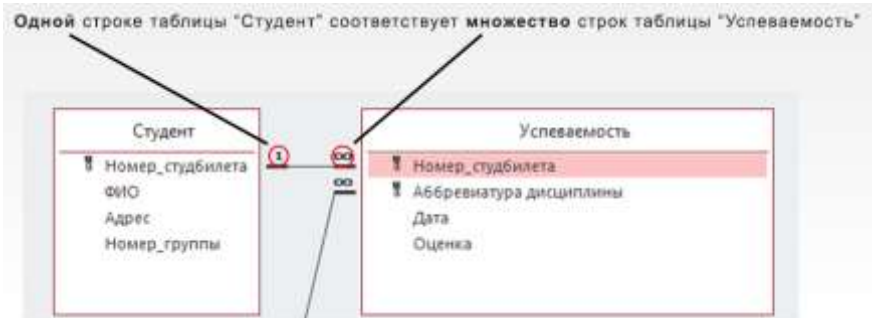 Одной строке таблицы "Студент" соответствует множество строк таблицы "Успеваемость"
Студент
1
∞
Номер_студбилета
ФИО
Адрес
Номер_группы
∞
Успеваемость
Номер_студбилета
Аббревиатура дисциплины
Дата
Оценка